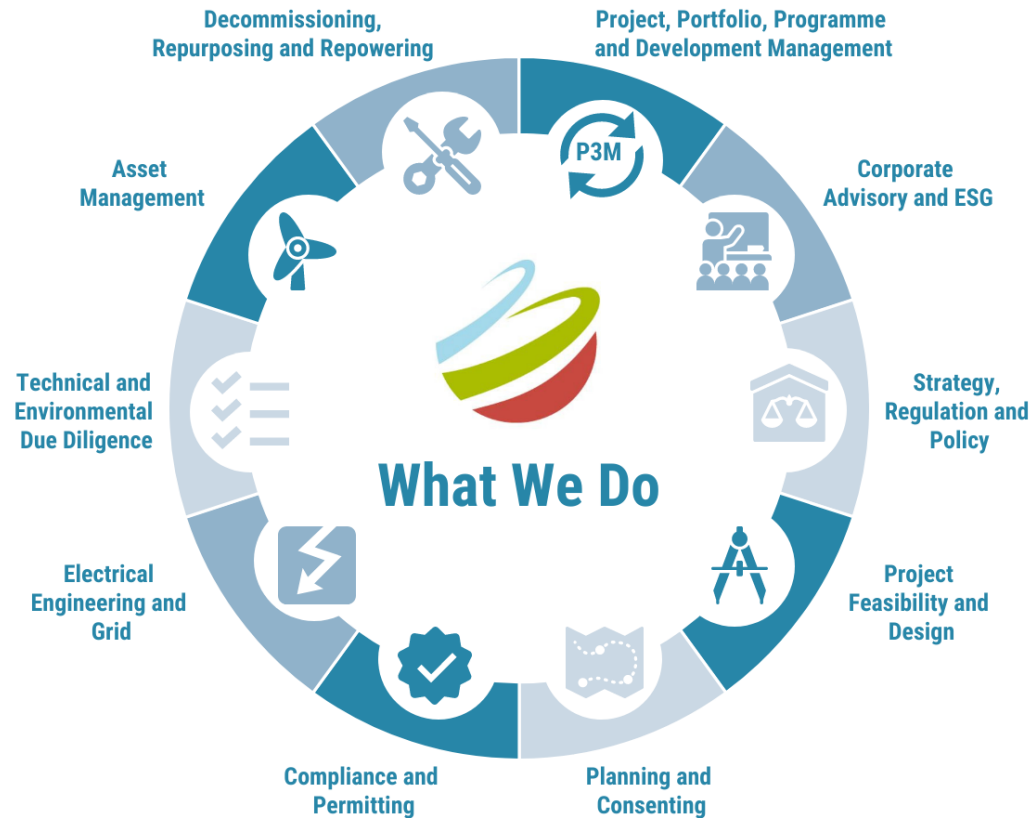 Decommissioning,
Repurposing and Repowering
Project, Portfolio, Programme
and Development Management
P3M
Asset
Management
Corporate
Advisory and ESG
Technical and
Environmental
Due Diligence
Strategy,
Regulation and
Policy
What We Do
Electrical
Engineering and
Grid
Project
Feasibility and
Design
Compliance and
Permitting
Planning and
Consenting